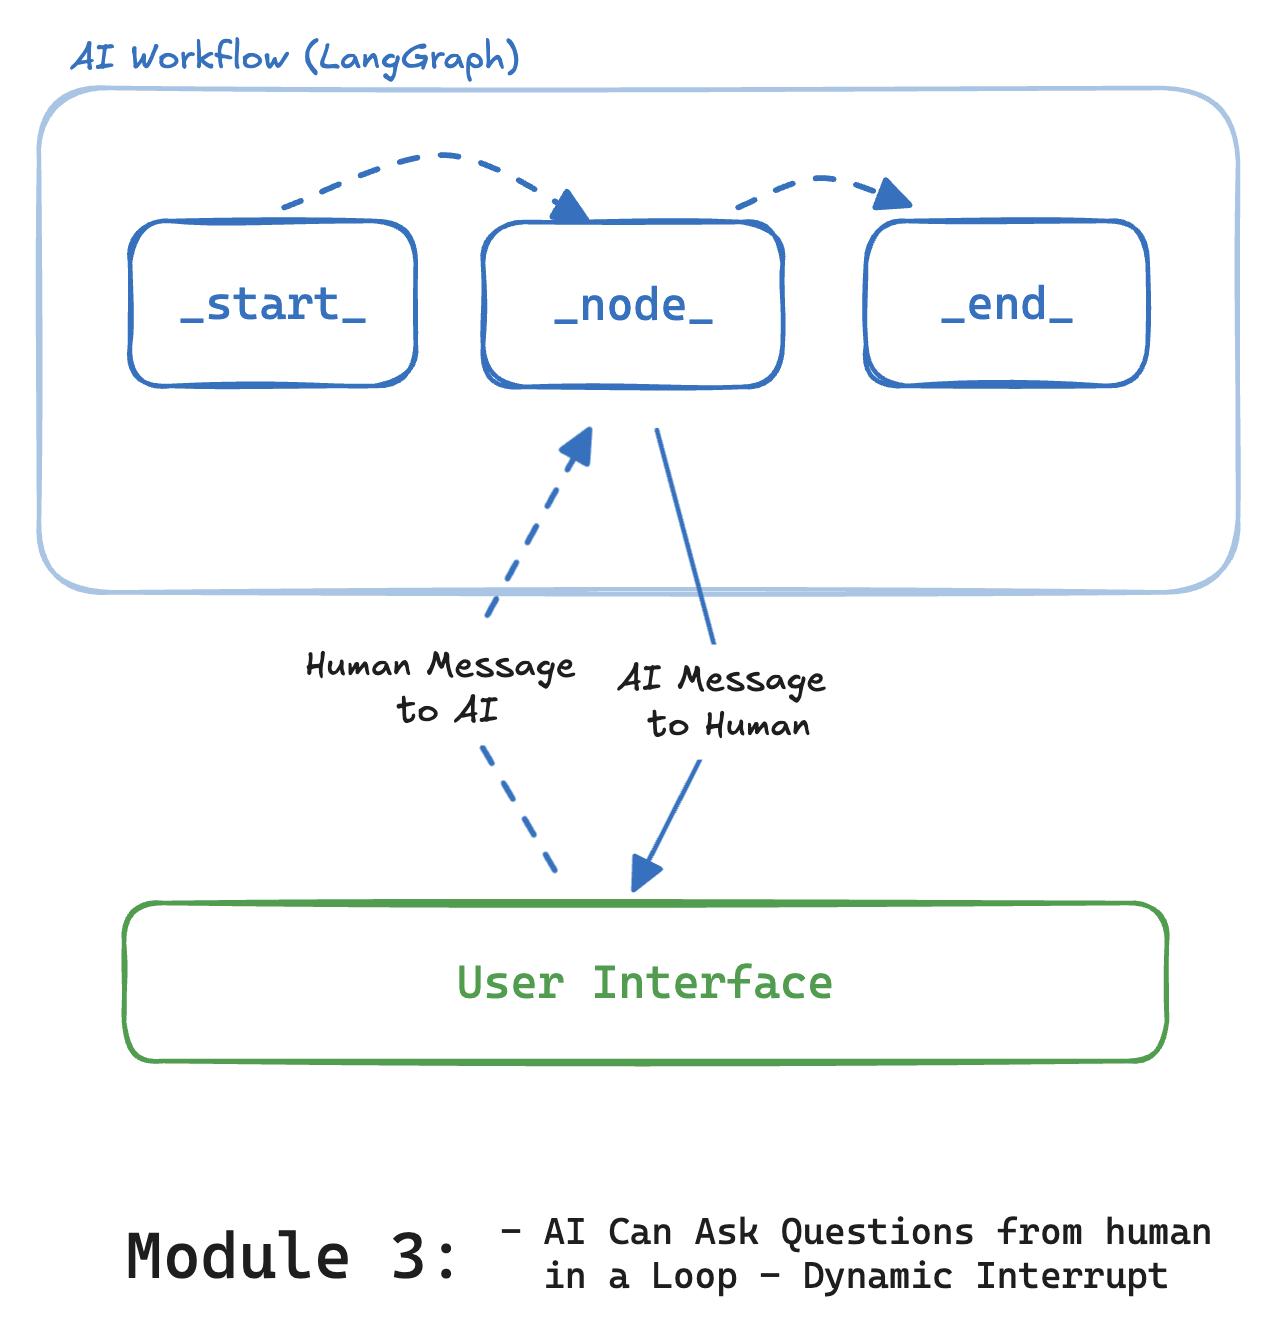 AI Workflow (LangGraph)
_start_
_node_
_end_
Human Message
to AI
AI Message
to Human
User Interface
Module 3:
- AI Can Ask Questions from human
in a Loop - Dynamic Interrupt